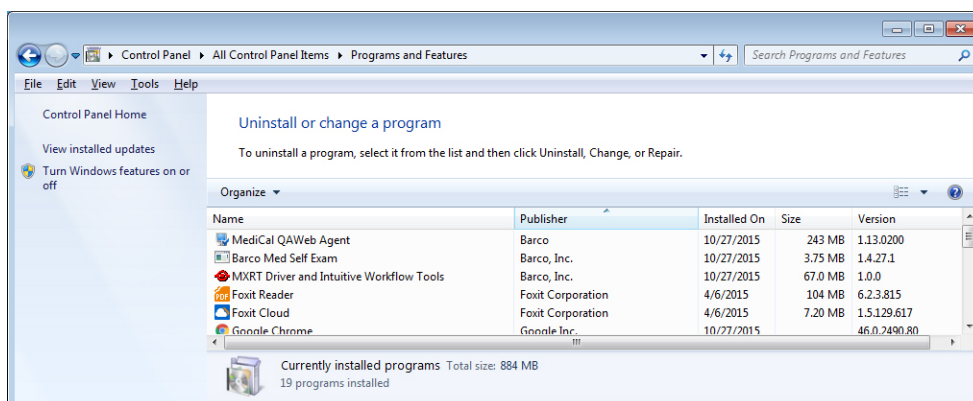 Control Panel ▸ All Control Panel Items ▸ Programs and Features
Search Programs and Features
File Edit View Tools Help
Control Panel Home
View installed updates
Turn Windows features on or
off
Uninstall or change a program
To uninstall a program, select it from the list and then click Uninstall, Change, or Repair.
Organize
Name Publisher Installed On Size Version
MediCal QAWeb Agent Barco 10/27/2015 243 MB 1.13.0200
Barco Med Self Exam Barco, Inc. 10/27/2015 3.75 MB 1.4.27.1
MXRT Driver and Intuitive Workflow Tools Barco, Inc. 10/27/2015 67.0 MB 1.0.0
Foxit Reader Foxit Corporation 4/6/2015 104 MB 6.2.3.815
Foxit Cloud Foxit Corporation 4/6/2015 7.20 MB 1.5.129.617
Google Chrome Google Inc. 10/27/2015 46.0.2490.80
Currently installed programs Total size: 884 MB
19 programs installed